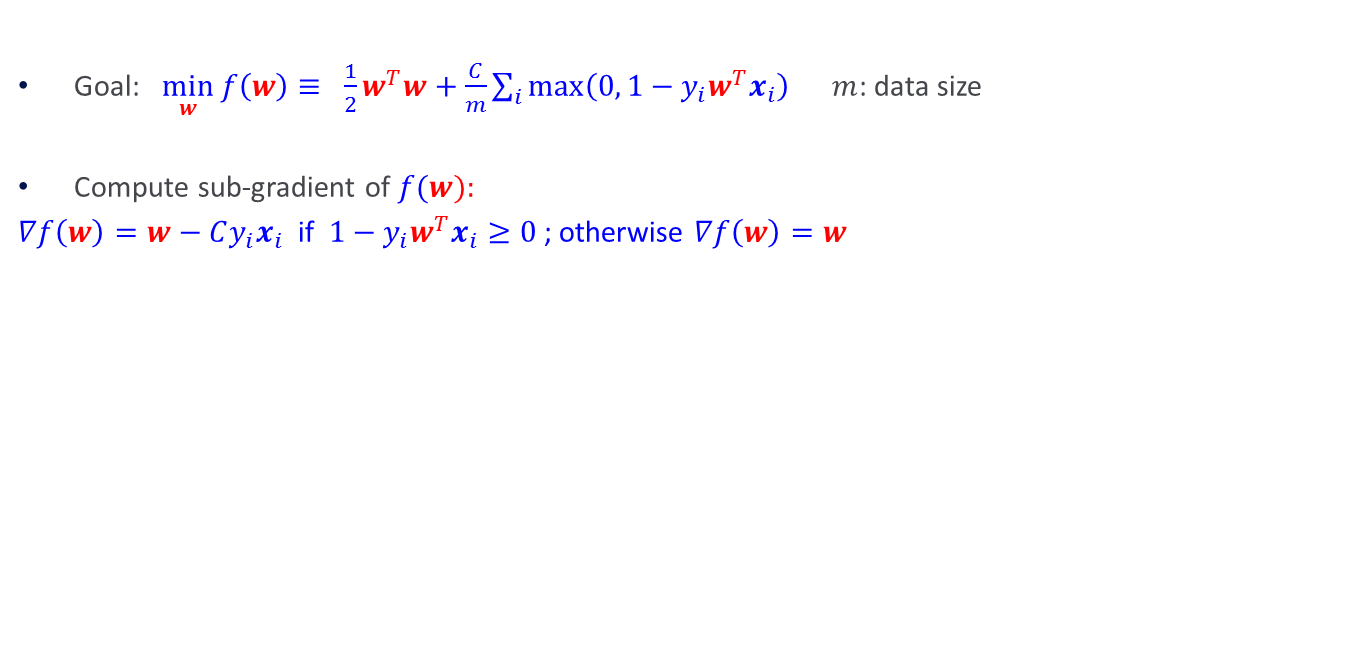 • Goal: min_w f(w) ≡ 1/2 w^T w + C/m ∑_i max(0, 1 − y_i w^T x_i) m: data size
• Compute sub-gradient of f(w):
∇f(w) = w − Cy_i x_i if 1 − y_i w^T x_i ≥ 0 ; otherwise ∇f(w) = w